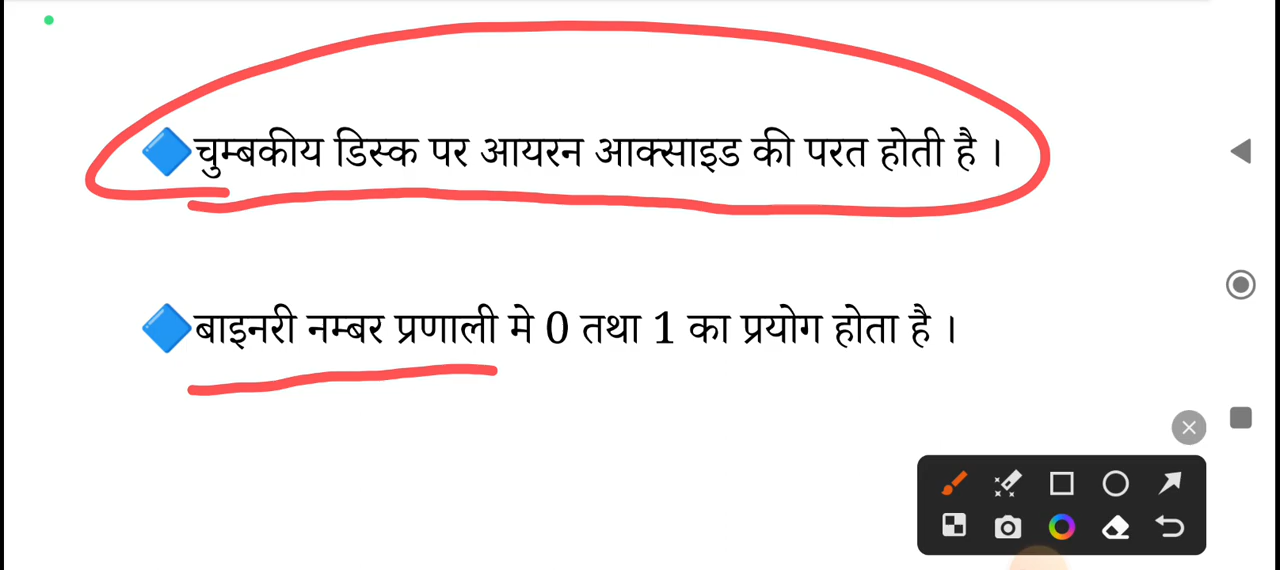 चुम्बकीय डिस्क पर आयरन आक्साइड की परत होती है ।
बाइनरी नम्बर प्रणाली मे 0 तथा 1 का प्रयोग होता है ।